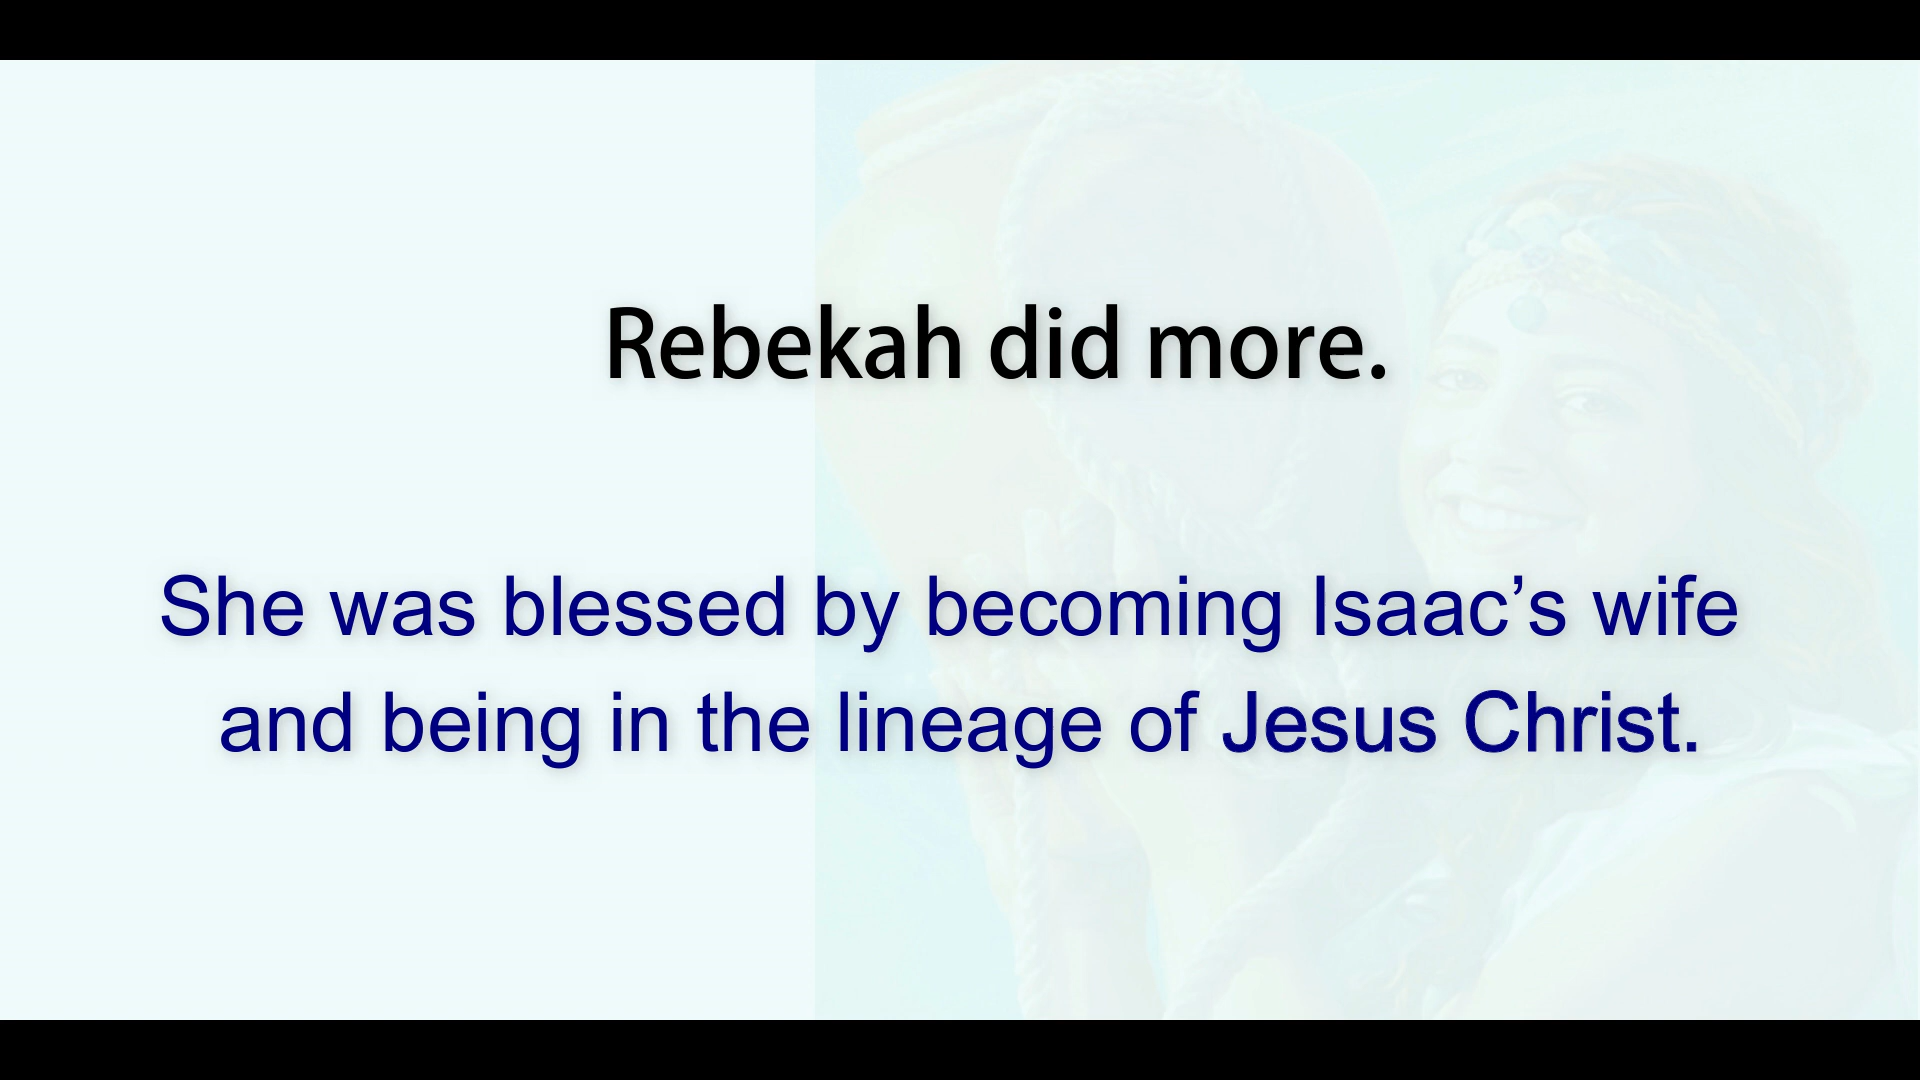 Rebekah did more.
She was blessed by becoming Isaac’s wife
and being in the lineage of Jesus Christ.